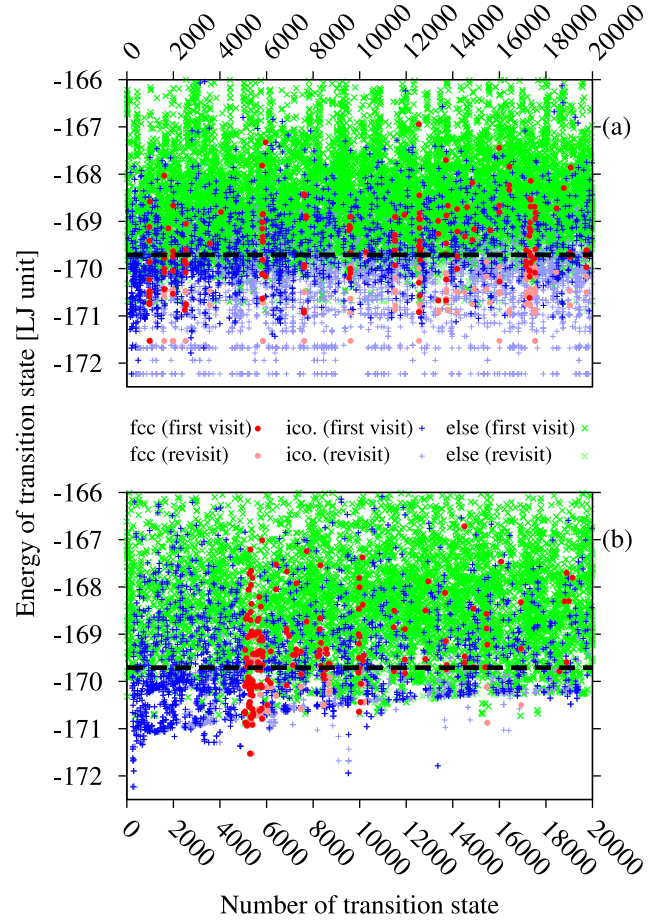 0 2000 4000 6000 8000 10000 12000 14000 16000 18000 20000
-166
-167
-168
-169
-170
-171
-172
(a)
Energy of transition state [LJ unit]
fcc (first visit) ico. (first visit) else (first visit)
fcc (revisit) ico. (revisit) else (revisit)
-166
-167
-168
-169
-170
-171
-172
(b)
0 2000 4000 6000 8000 10000 12000 14000 16000 18000 20000
Number of transition state